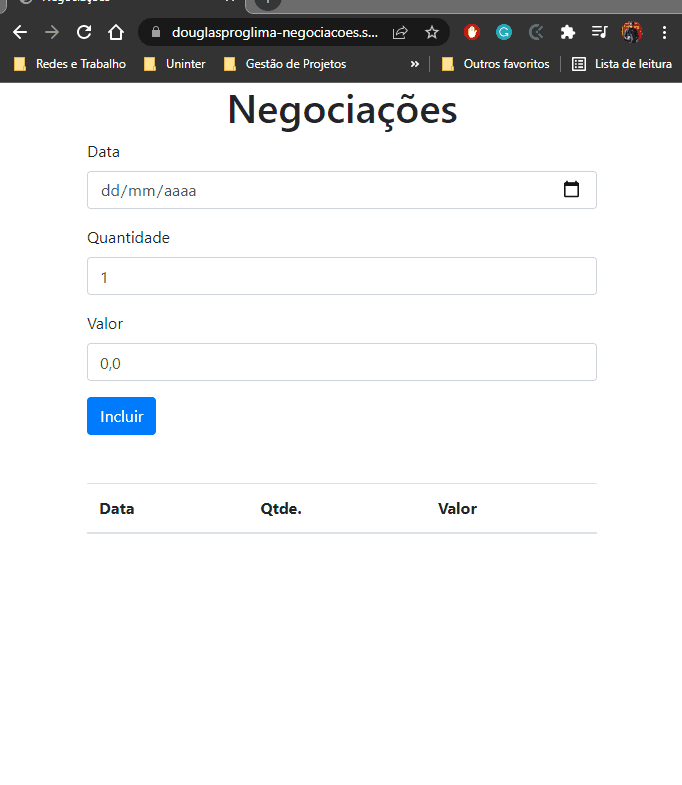 Negociações
douglasproglima-negociacoes.s...
Redes e Trabalho Uninter Gestão de Projetos » Outros favoritos Lista de leitura
Negociações
Data
dd/mm/aaaa
Quantidade
1
Valor
0,0
Incluir
Data Qtde. Valor